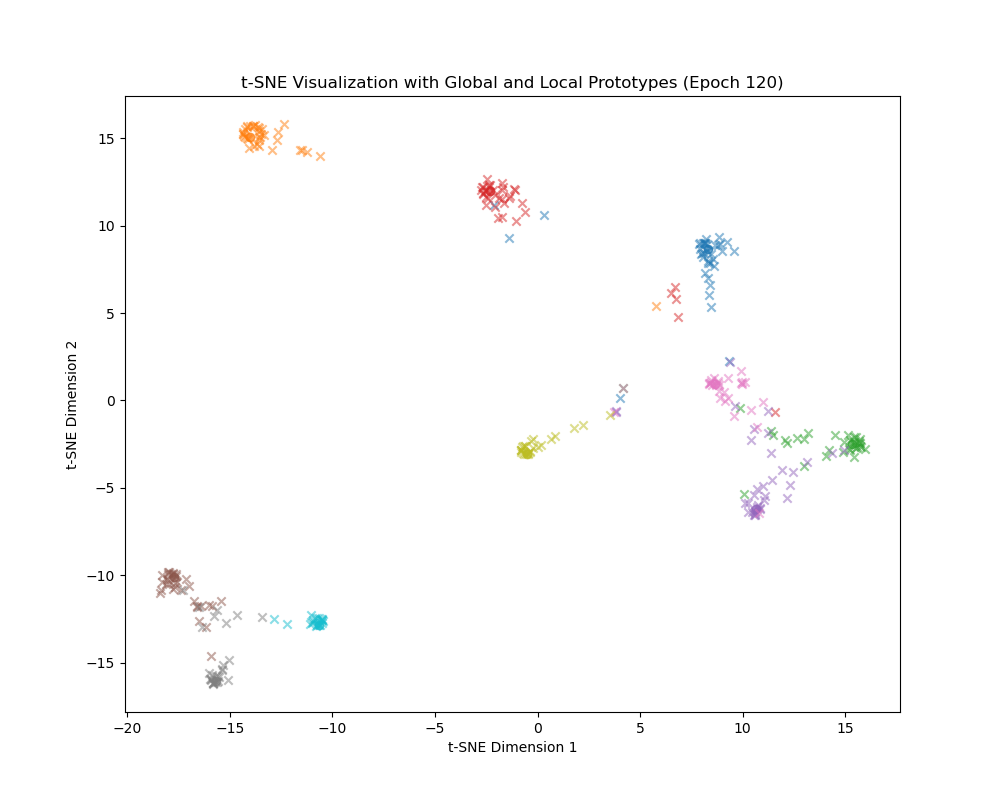 t-SNE Visualization with Global and Local Prototypes (Epoch 120)
15
10
5
0
−5
−10
−15
t-SNE Dimension 2
−20 −15 −10 −5 0 5 10 15
t-SNE Dimension 1